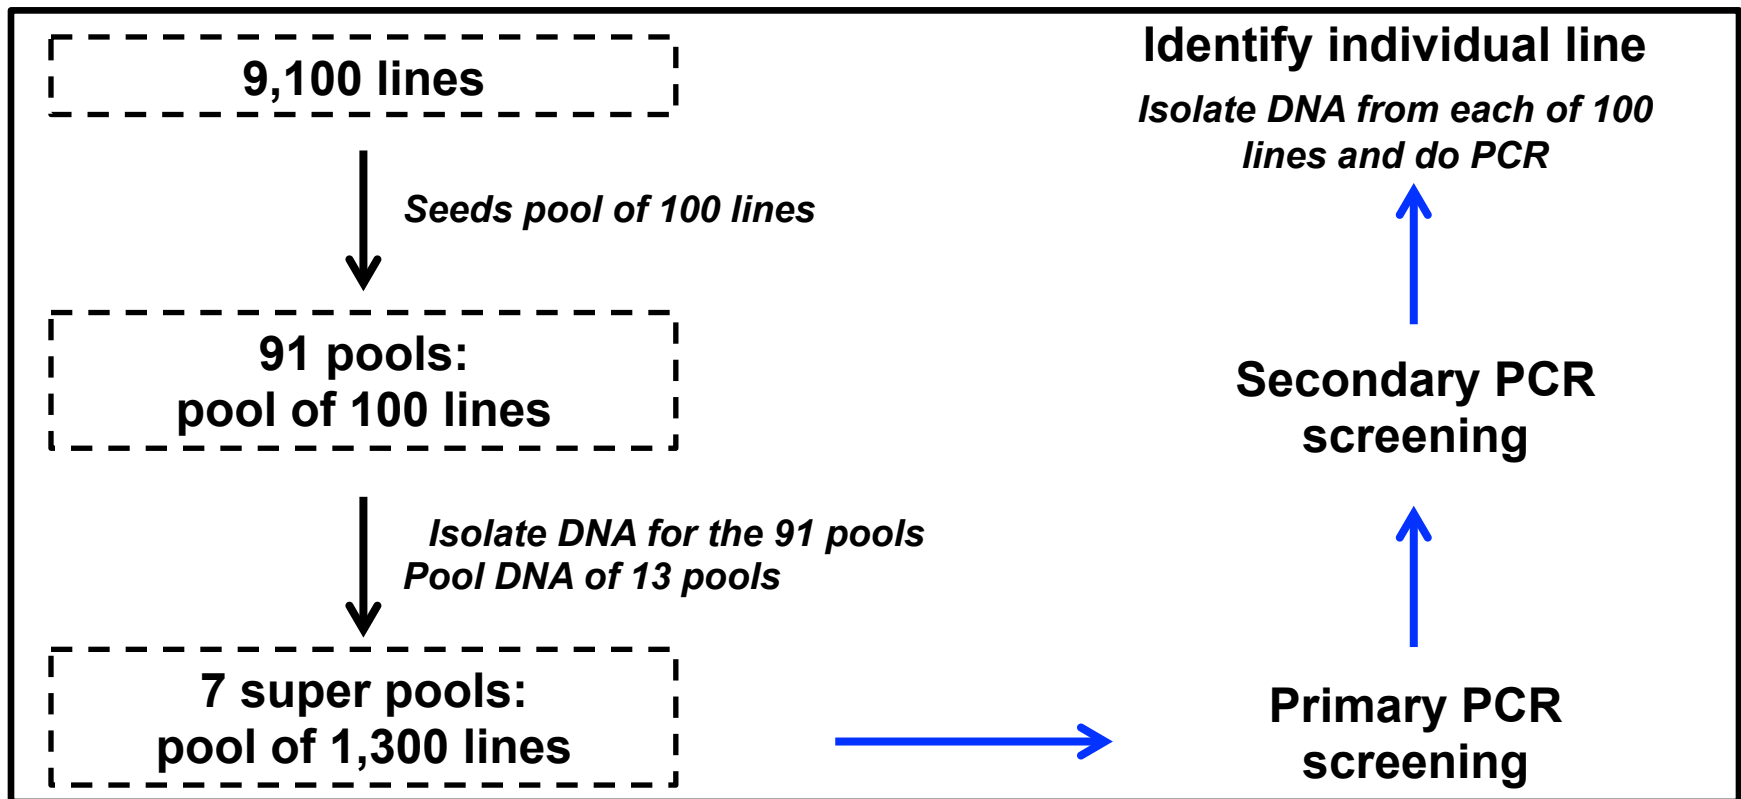 9,100 lines
Seeds pool of 100 lines
91 pools:
pool of 100 lines
Isolate DNA for the 91 pools
Pool DNA of 13 pools
7 super pools:
pool of 1,300 lines
Primary PCR
screening
Secondary PCR
screening
Identify individual line
Isolate DNA from each of 100
lines and do PCR